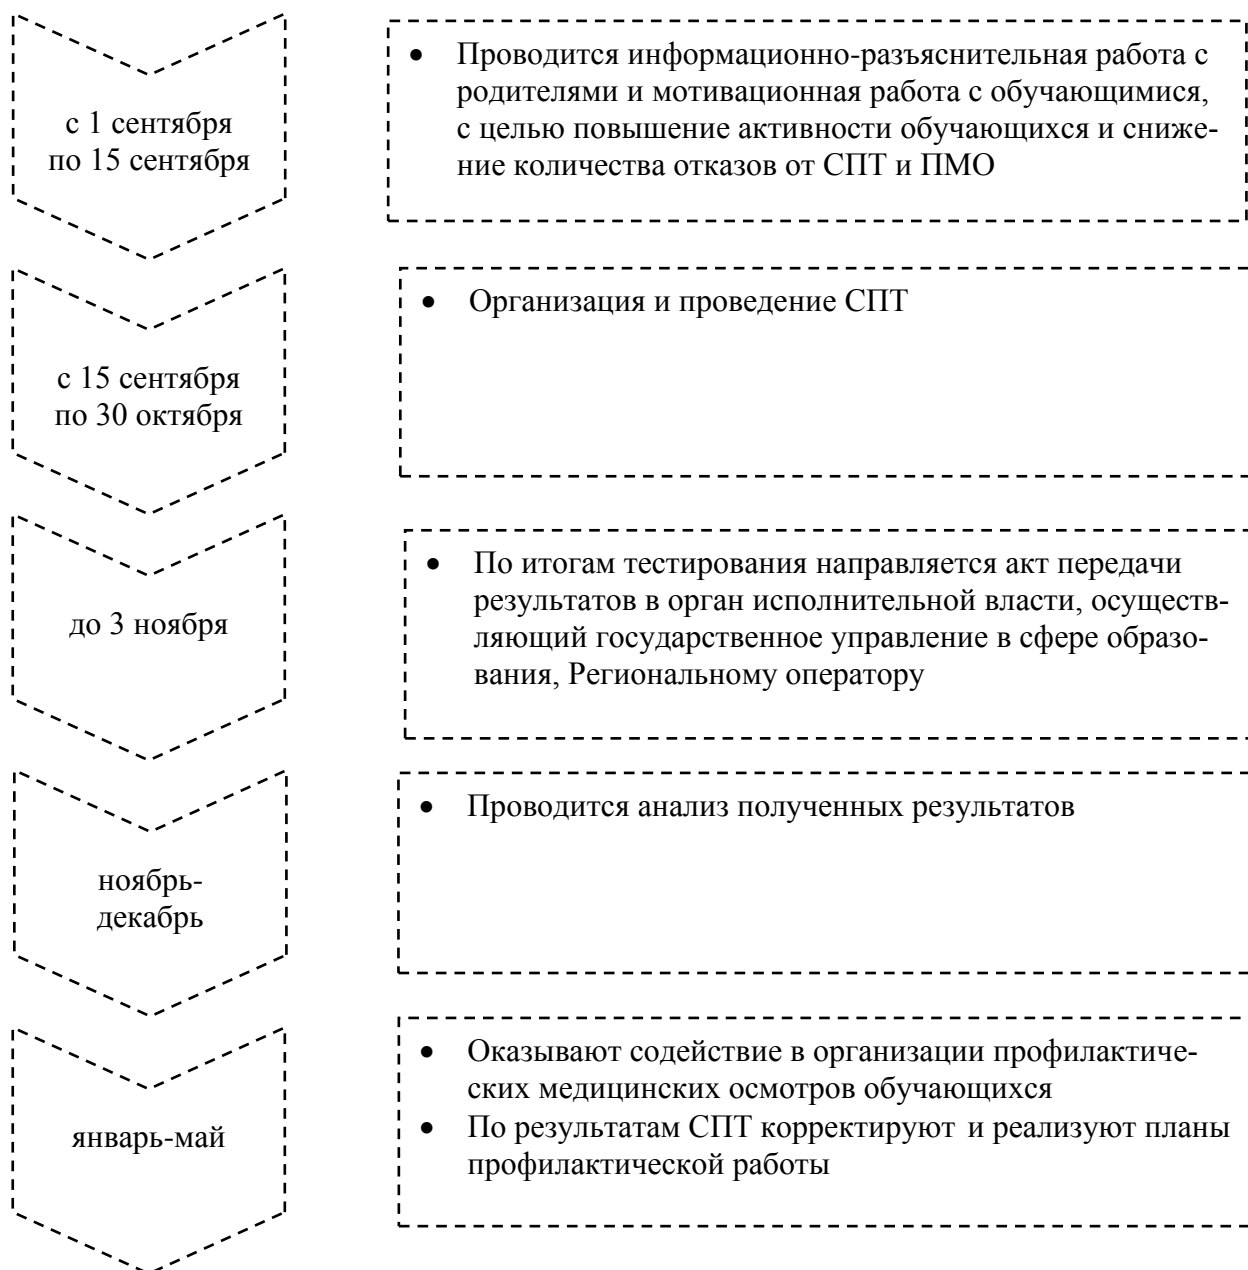 с 1 сентября
по 15 сентября
• Проводится информационно-разъяснительная работа с
родителями и мотивационная работа с обучающимися,
с целью повышение активности обучающихся и сниже-
ние количества отказов от СПТ и ПМО
с 15 сентября
по 30 октября
• Организация и проведение СПТ
до 3 ноября
• По итогам тестирования направляется акт передачи
результатов в орган исполнительной власти, осуществ-
ляющий государственное управление в сфере образо-
вания, Региональному оператору
ноябрь-
декабрь
• Проводится анализ полученных результатов
январь-май
• Оказывают содействие в организации профилактиче-
ских медицинских осмотров обучающихся
• По результатам СПТ корректируют и реализуют планы
профилактической работы